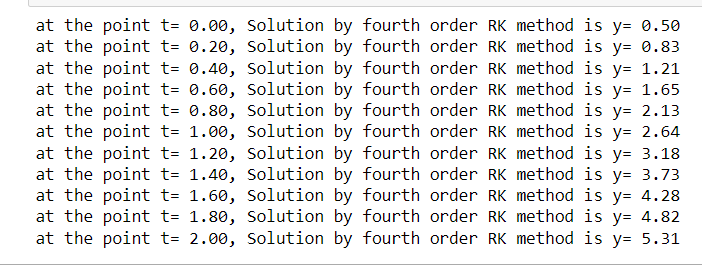 at the point t= 0.00, Solution by fourth order RK method is y= 0.50
at the point t= 0.20, Solution by fourth order RK method is y= 0.83
at the point t= 0.40, Solution by fourth order RK method is y= 1.21
at the point t= 0.60, Solution by fourth order RK method is y= 1.65
at the point t= 0.80, Solution by fourth order RK method is y= 2.13
at the point t= 1.00, Solution by fourth order RK method is y= 2.64
at the point t= 1.20, Solution by fourth order RK method is y= 3.18
at the point t= 1.40, Solution by fourth order RK method is y= 3.73
at the point t= 1.60, Solution by fourth order RK method is y= 4.28
at the point t= 1.80, Solution by fourth order RK method is y= 4.82
at the point t= 2.00, Solution by fourth order RK method is y= 5.31